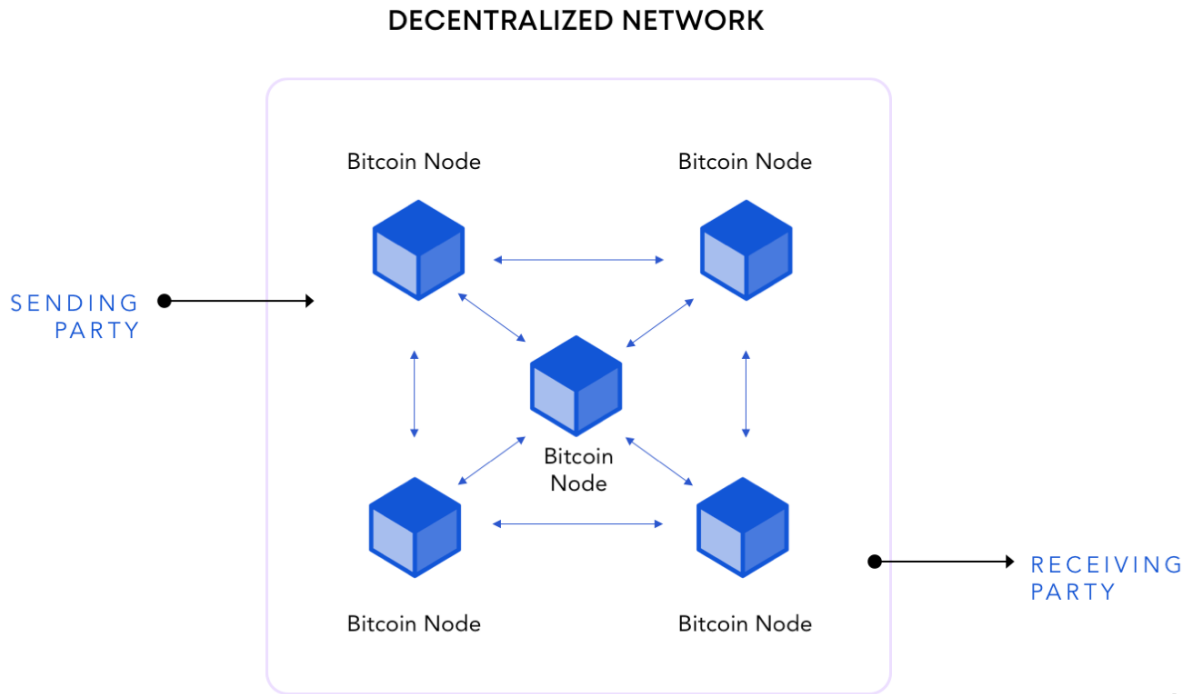 DECENTRALIZED NETWORK
Bitcoin Node
Bitcoin Node
SENDING
PARTY
Bitcoin
Node
RECEIVING
PARTY
Bitcoin Node
Bitcoin Node